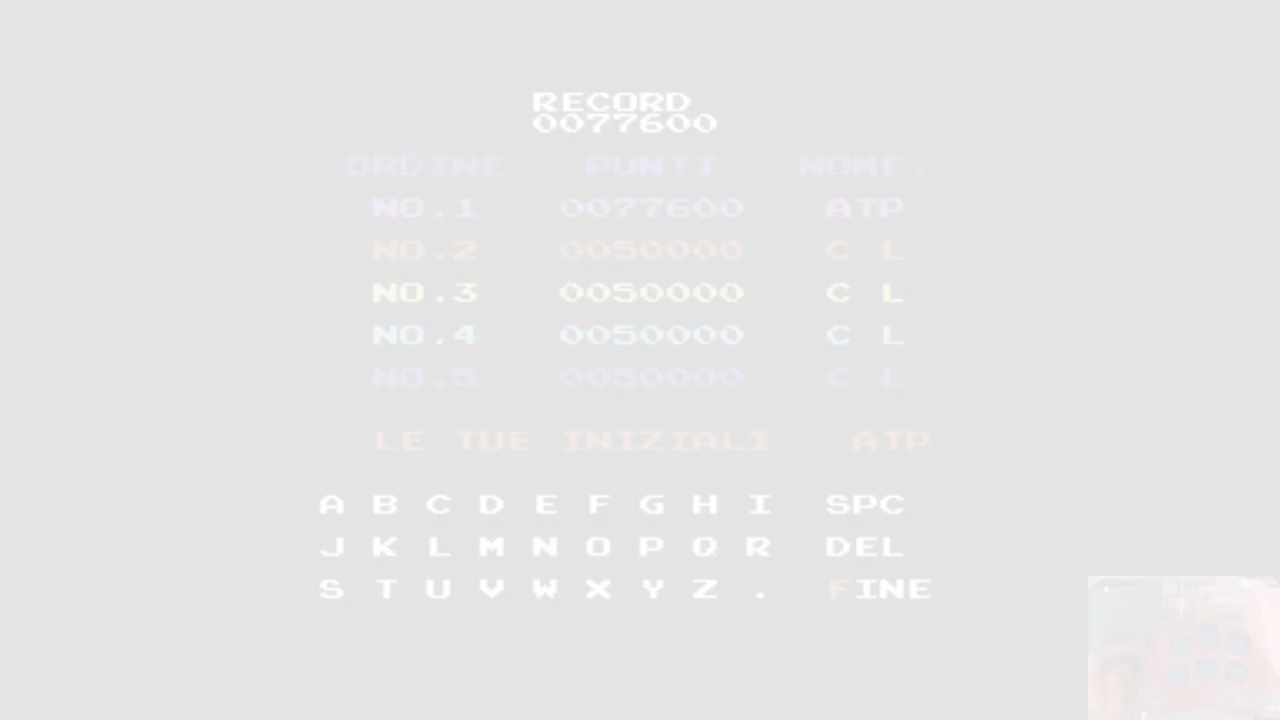 RECORD
0077600
ORDINE PUNTI NOME.
NO.1 0077600 ATP
NO.2 0050000 C L
NO.3 0050000 C L
NO.4 0050000 C L
NO.5 0050000 C L
LE TUE INIZIALI ATP
A B C D E F G H I SPC
J K L M N O P Q R DEL
S T U V W X Y Z . FINE